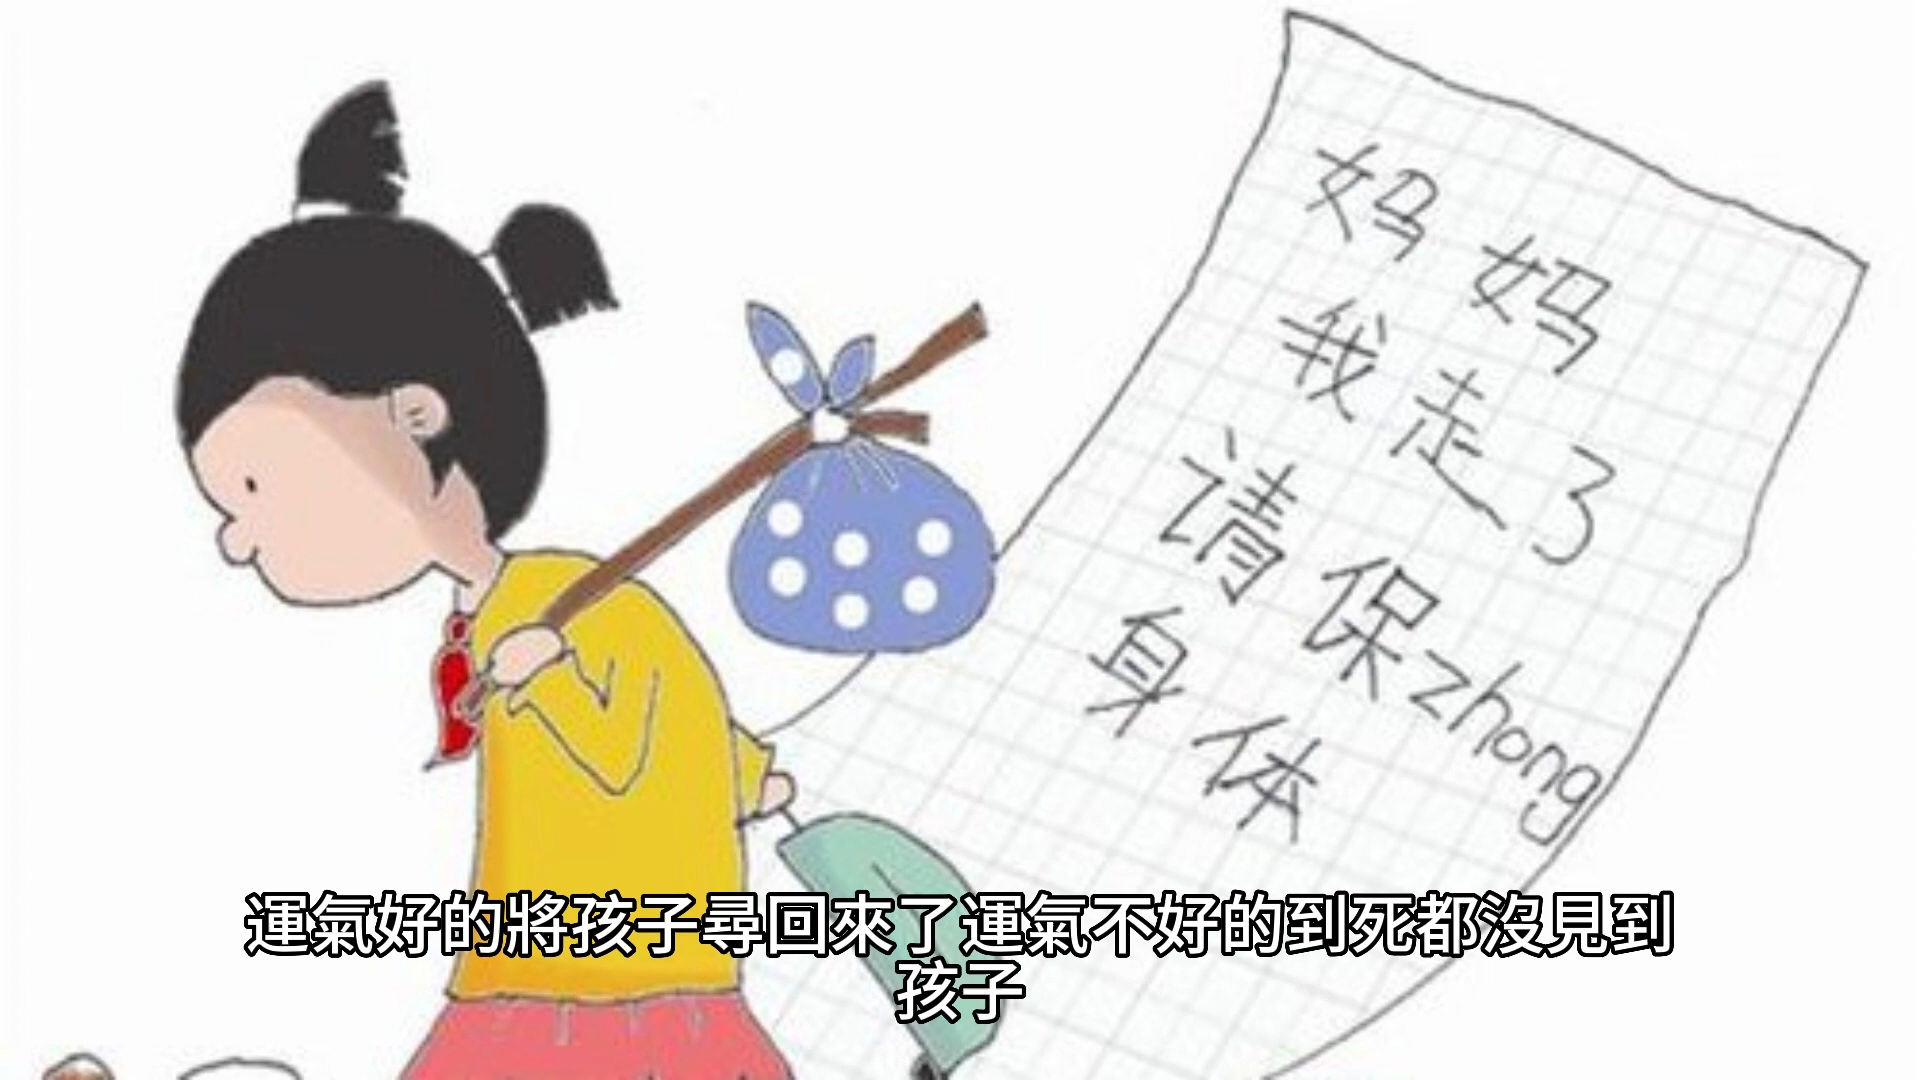 妈妈
我走了
请保zhong
身体
運氣好的將孩子尋回來了運氣不好的到死都沒見到
孩子